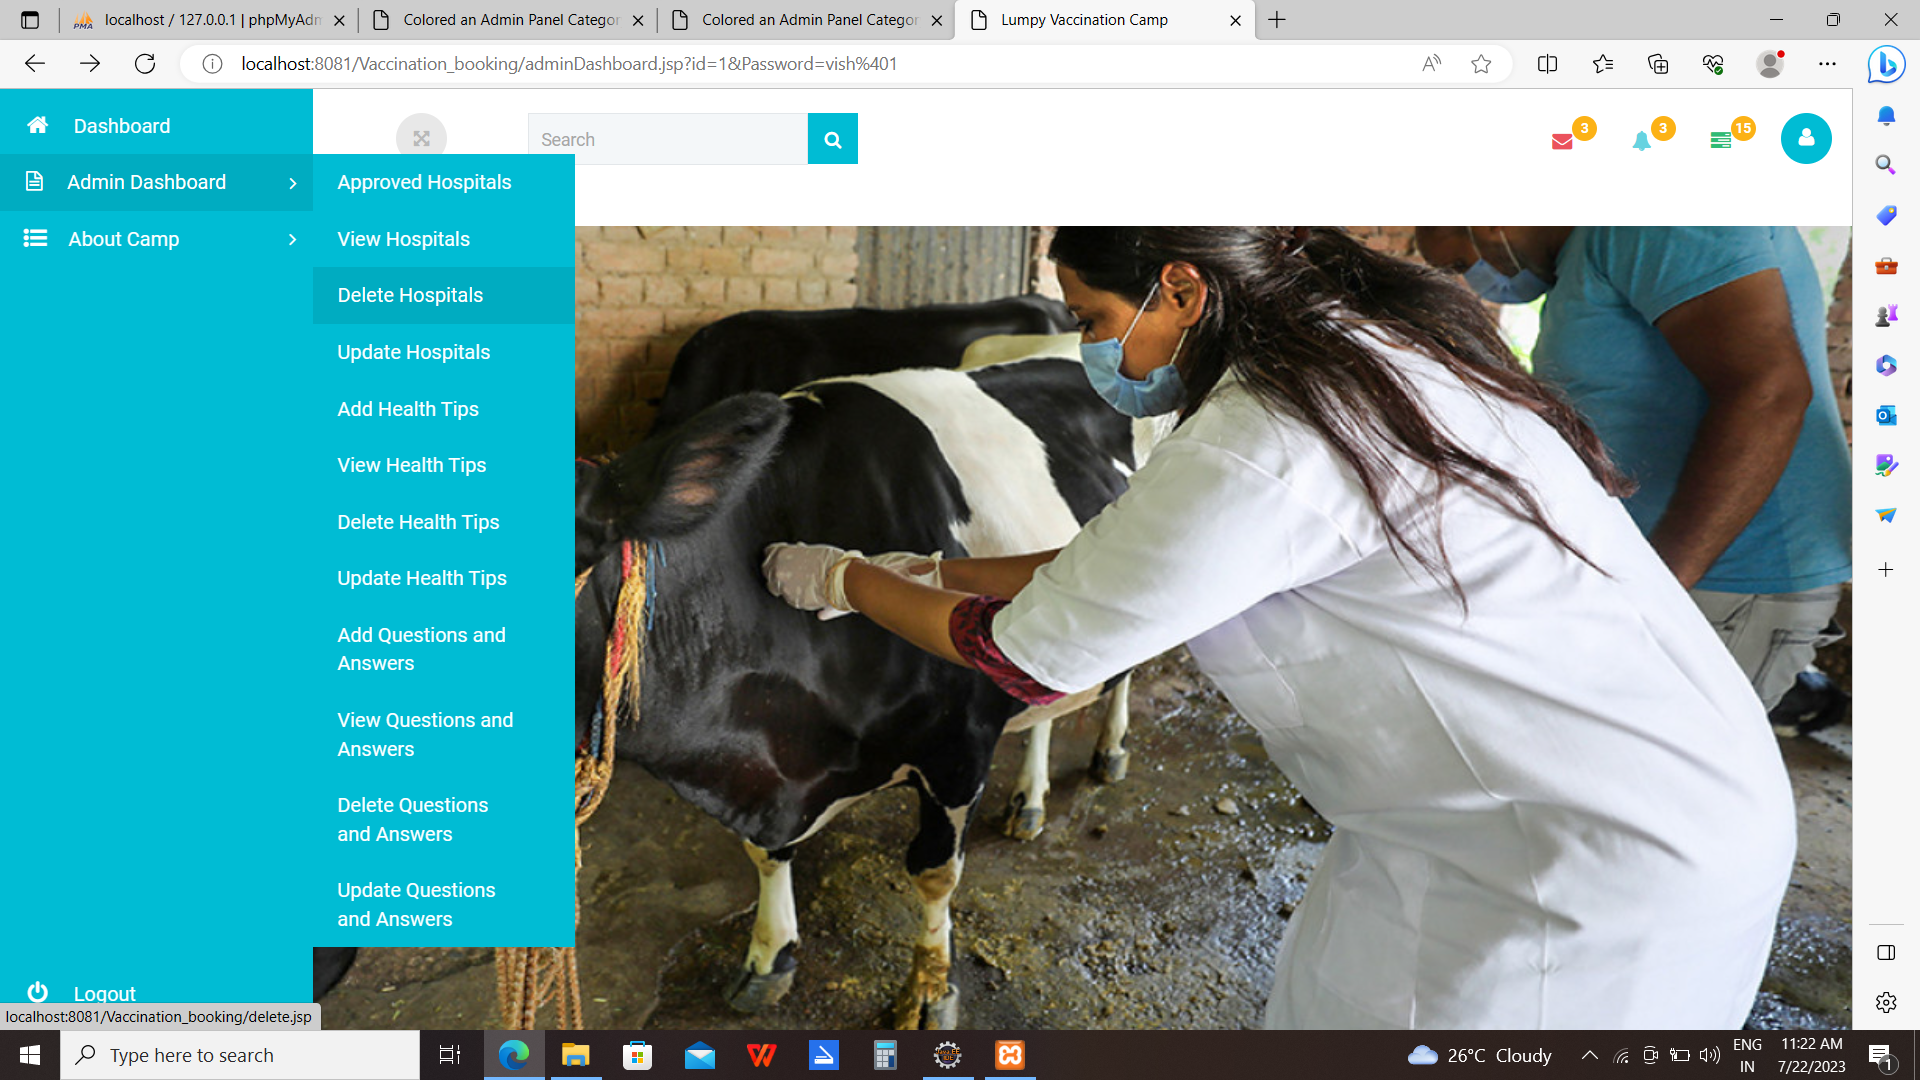 localhost / 127.0.0.1 | phpMyAdm
Colored an Admin Panel Categor
Colored an Admin Panel Categor
Lumpy Vaccination Camp
localhost:8081/Vaccination_booking/adminDashboard.jsp?id=1&Password=vish%401
Dashboard
Search
3
3
15
Admin Dashboard
Approved Hospitals
About Camp
View Hospitals
Delete Hospitals
Update Hospitals
Add Health Tips
View Health Tips
Delete Health Tips
Update Health Tips
Add Questions and
Answers
View Questions and
Answers
Delete Questions
and Answers
Update Questions
and Answers
Logout
localhost:8081/Vaccination_booking/delete.jsp
Type here to search
26°C Cloudy
ENG
IN
11:22 AM
7/22/2023
1